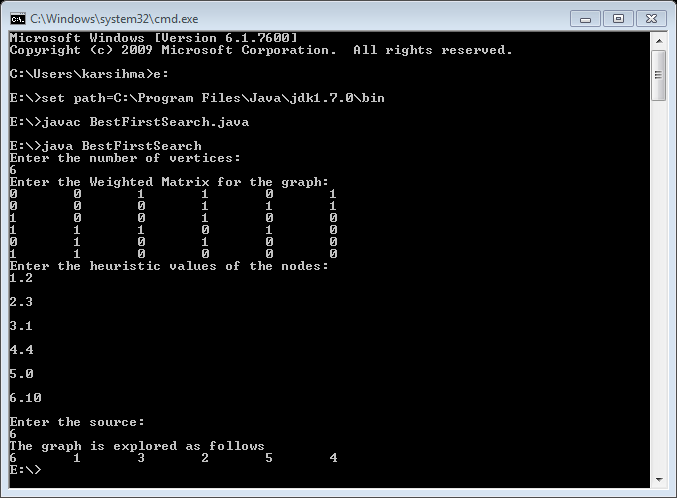 C:\Windows\system32\cmd.exe
Microsoft Windows [Version 6.1.7600]
Copyright (c) 2009 Microsoft Corporation.  All rights reserved.
C:\Users\karsihma>e:
E:\>set path=C:\Program Files\Java\jdk1.7.0\bin
E:\>javac BestFirstSearch.java
E:\>java BestFirstSearch
Enter the number of vertices:
6
Enter the Weighted Matrix for the graph:
0 0 1 1 0 1
0 0 0 1 1 1
1 0 0 1 0 0
1 1 1 0 1 0
0 1 0 1 0 0
1 1 0 0 0 0
Enter the heuristic values of the nodes:
1.2
2.3
3.1
4.4
5.0
6.10
Enter the source:
6
The graph is explored as follows
6 1 3 2 5 4
E:\>